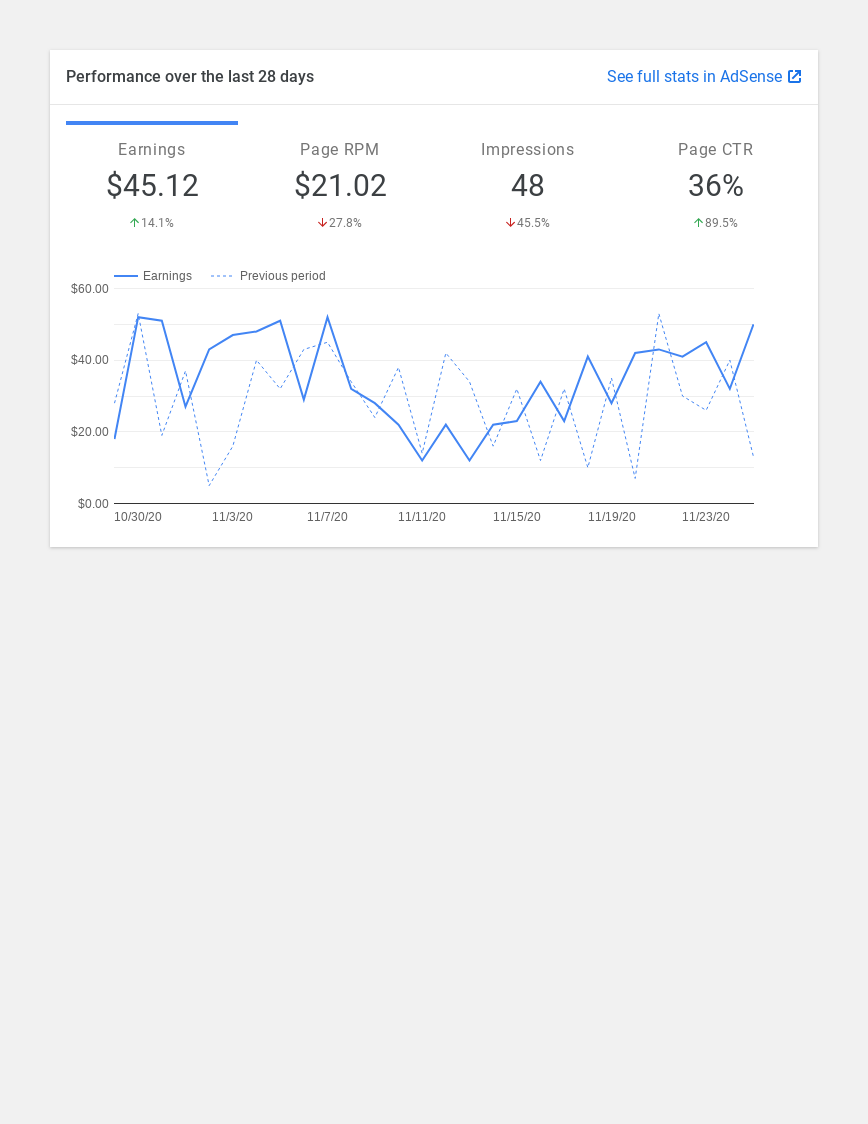 Performance over the last 28 days See full stats in AdSense
Earnings Page RPM Impressions Page CTR
$45.12 $21.02 48 36%
14.1% 27.8% 45.5% 89.5%
Earnings Previous period
$60.00
$40.00
$20.00
$0.00
10/30/20 11/3/20 11/7/20 11/11/20 11/15/20 11/19/20 11/23/20